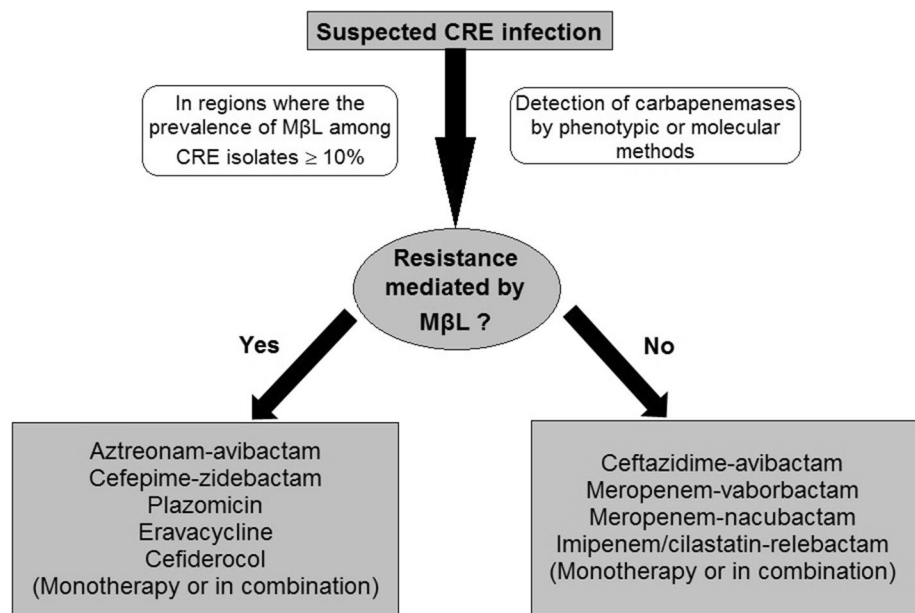 Suspected CRE infection
In regions where the
prevalence of MβL among
CRE isolates ≥ 10%
Detection of carbapenemases
by phenotypic or molecular
methods
Resistance
mediated by
MβL ?
Yes
No
Aztreonam-avibactam
Cefepime-zidebactam
Plazomicin
Eravacycline
Cefiderocol
(Monotherapy or in combination)
Ceftazidime-avibactam
Meropenem-vaborbactam
Meropenem-nacubactam
Imipenem/cilastatin-relebactam
(Monotherapy or in combination)